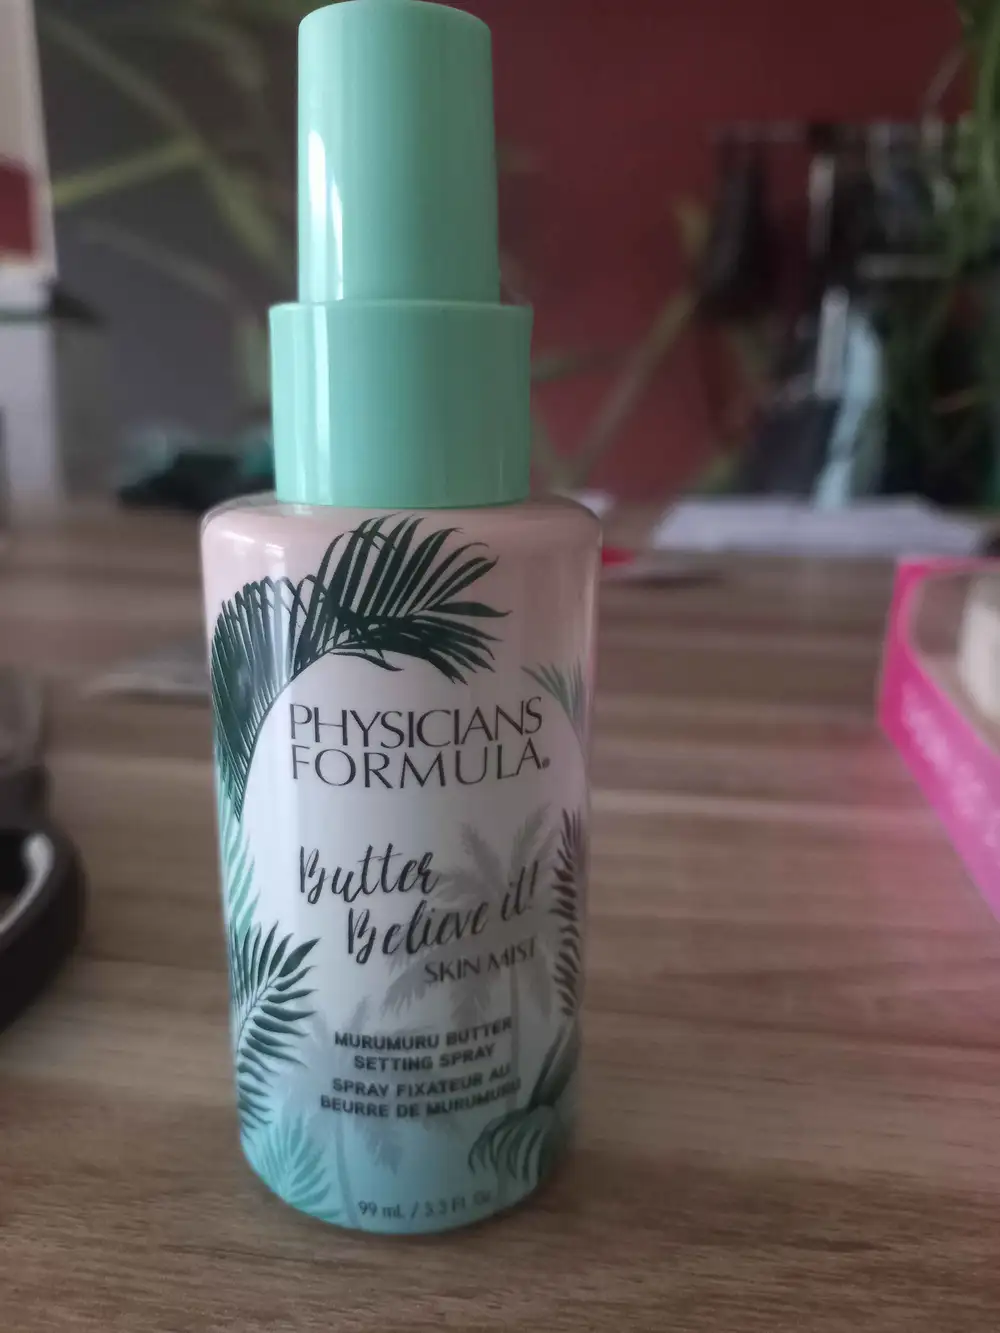 PHYSICIANS
FORMULA®
Butter
Believe it!
SKIN MIST
MURUMURU BUTTER
SETTING SPRAY
SPRAY FIXATEUR AU
BEURRE DE MURUMURU
99 mL / 3.3 Fl. Oz.